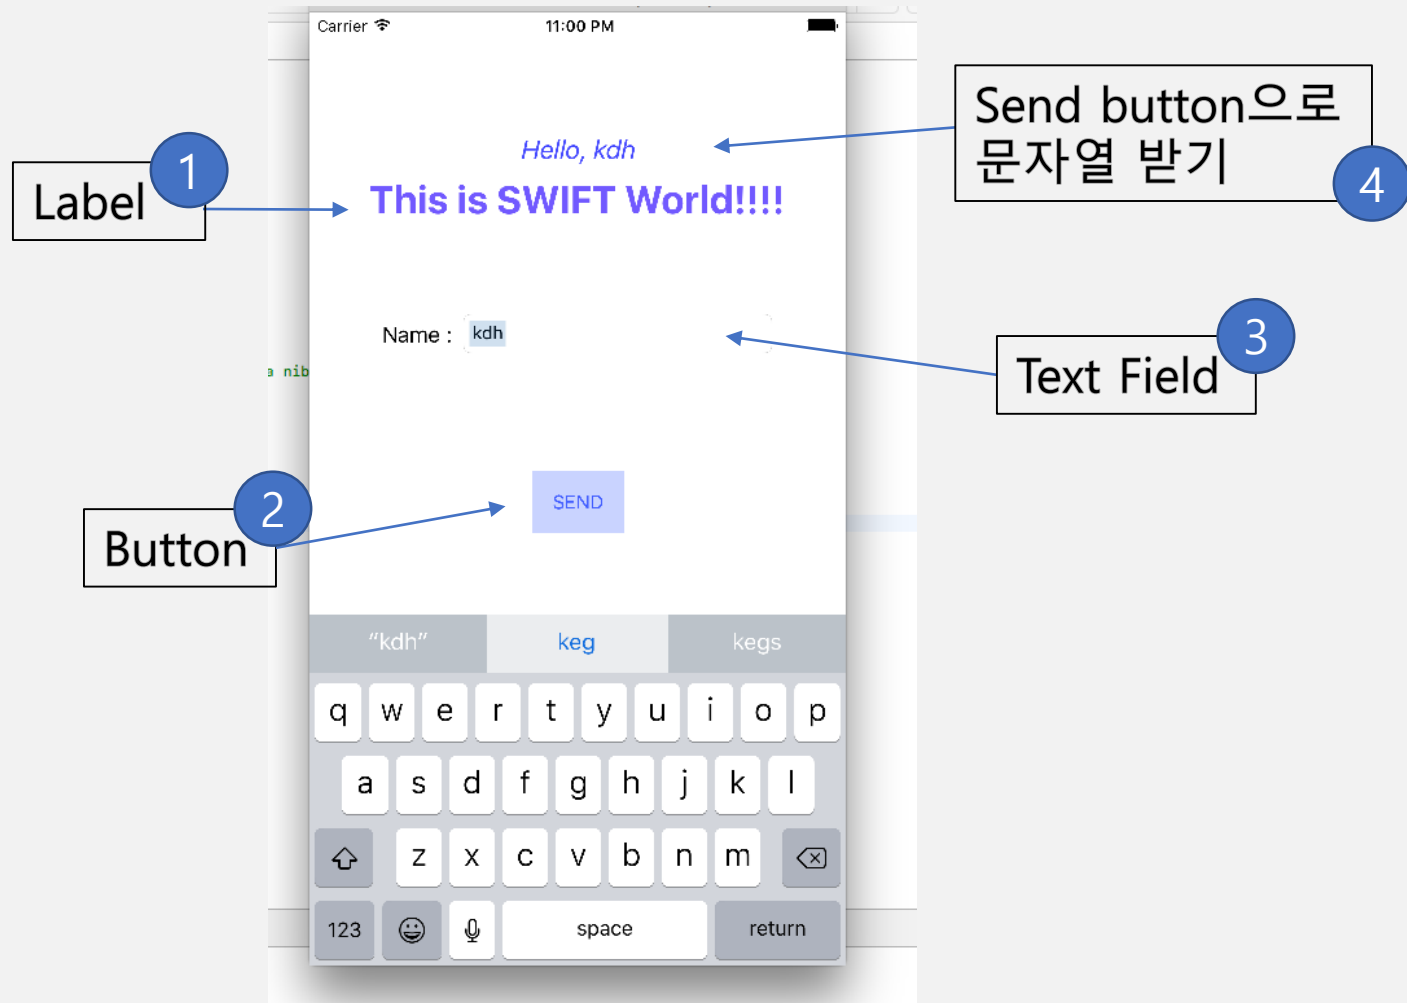 Carrier 11:00 PM
Hello, kdh
This is SWIFT World!!!!
Name : kdh
SEND
"kdh" keg kegs
q w e r t y u i o p
a s d f g h j k l
z x c v b n m
123 space return
a nib
Label
1
Button
2
Text Field
3
Send button으로
문자열 받기
4